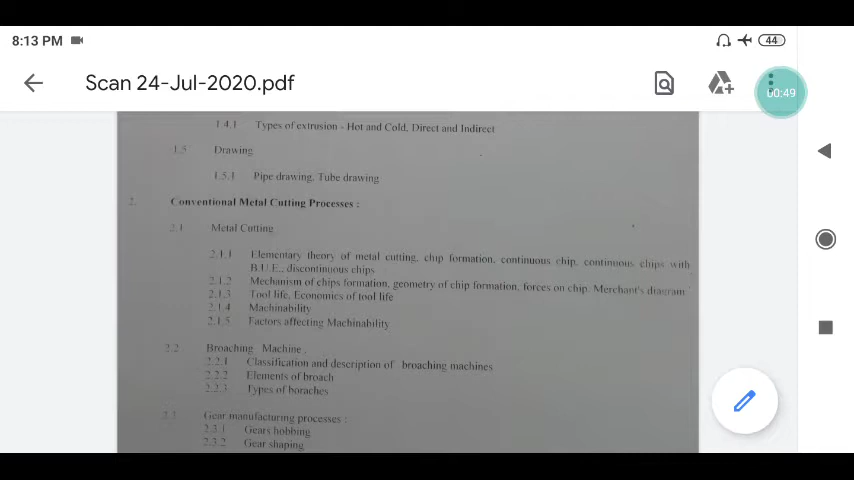 8:13 PM 44
Scan 24-Jul-2020.pdf
00:49
1.4.1 Types of extrusion - Hot and Cold, Direct and Indirect
1.5 Drawing
1.5.1 Pipe drawing, Tube drawing
2. Conventional Metal Cutting Processes :
2.1 Metal Cutting
2.1.1 Elementary theory of metal cutting, chip formation, continuous chip, continuous chips with
B.U.E., discontinuous chips
2.1.2 Mechanism of chips formation, geometry of chip formation, forces on chip. Merchant's diagram
2.1.3 Tool life, Economics of tool life
2.1.4 Machinability
2.1.5 Factors affecting Machinability
2.2 Broaching Machine
2.2.1 Classification and description of broaching machines
2.2.2 Elements of broach
2.2.3 Types of boraches
2.3 Gear manufacturing processes :
2.3.1 Gears hobbing
2.3.2 Gear shaping